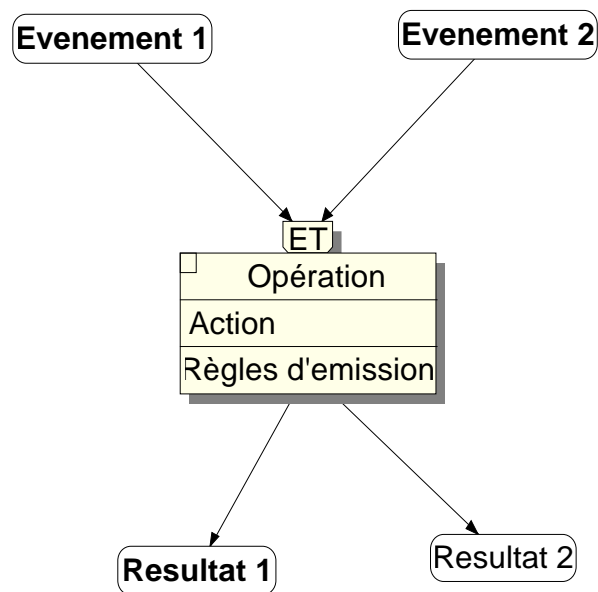 Evenement 1
Evenement 2
ET
Opération
Action
Règles d'emission
Resultat 1
Resultat 2